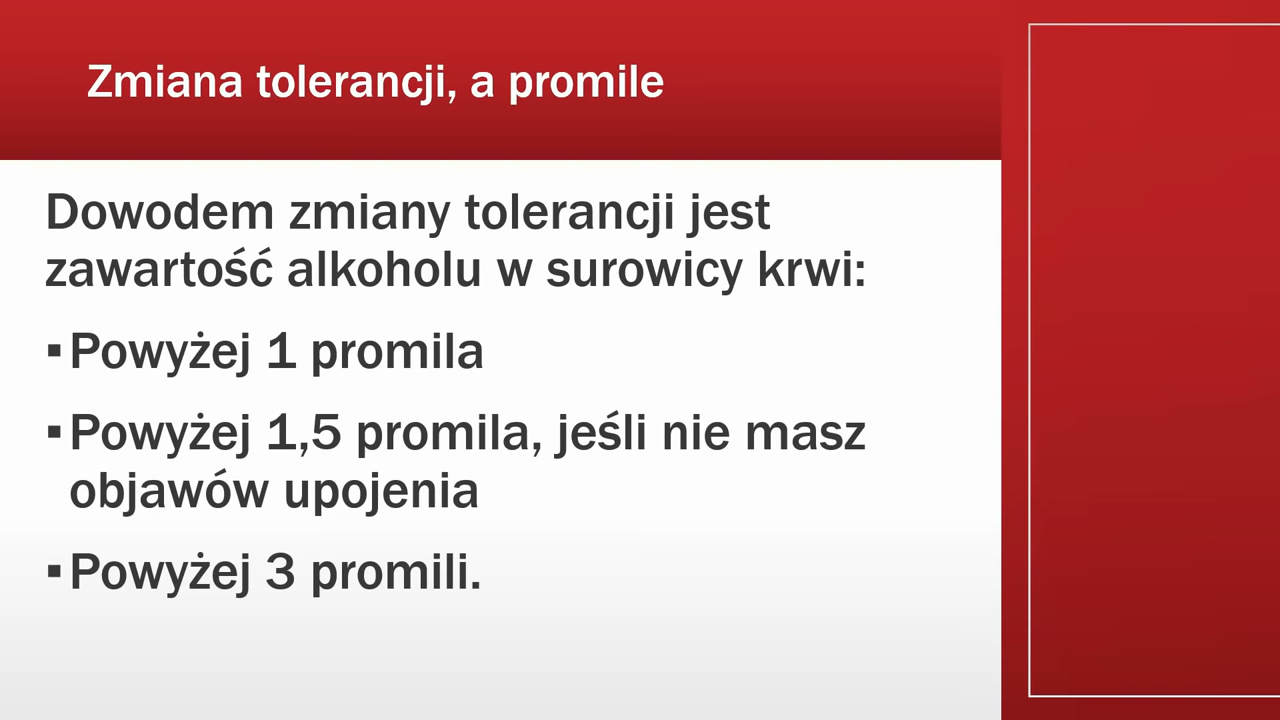 Zmiana tolerancji, a promile
Dowodem zmiany tolerancji jest
zawartość alkoholu w surowicy krwi:
▪Powyżej 1 promila
▪Powyżej 1,5 promila, jeśli nie masz
objawów upojenia
▪Powyżej 3 promili.